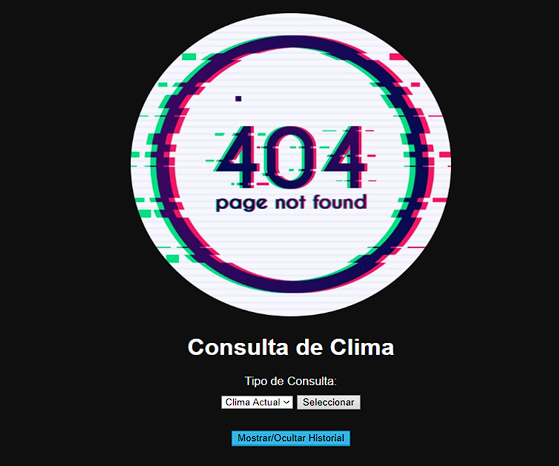 404
page not found
Consulta de Clima
Tipo de Consulta:
Clima Actual Seleccionar
Mostrar/Ocultar Historial